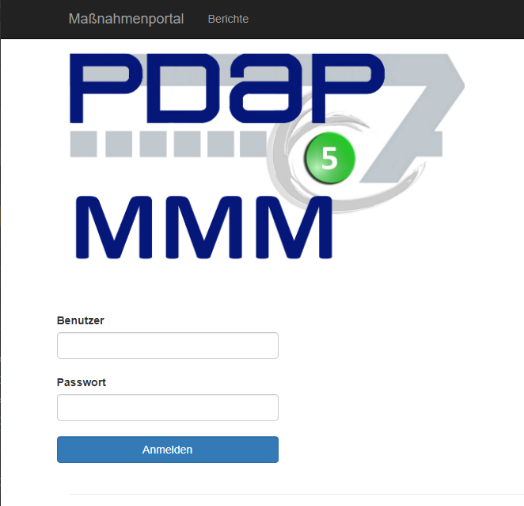 Maßnahmenportal Berichte
PDaP
5
MMM
Benutzer
Passwort
Anmelden